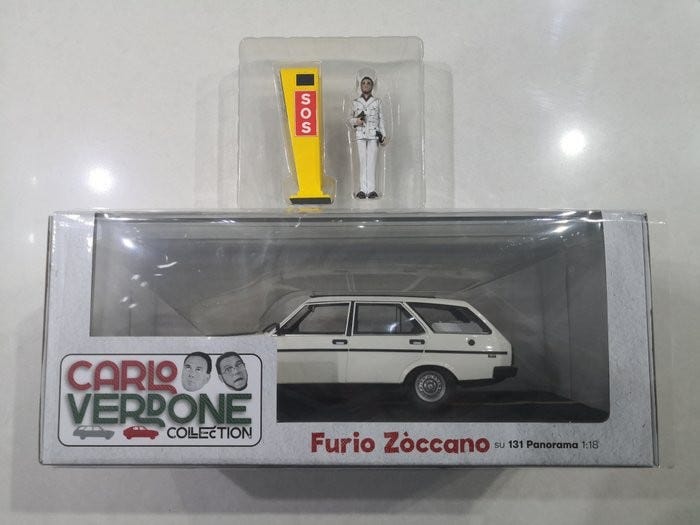 SOS
CARLO
VERDONE
COLLECTION
Furio Zòccano su 131 Panorama 1:18